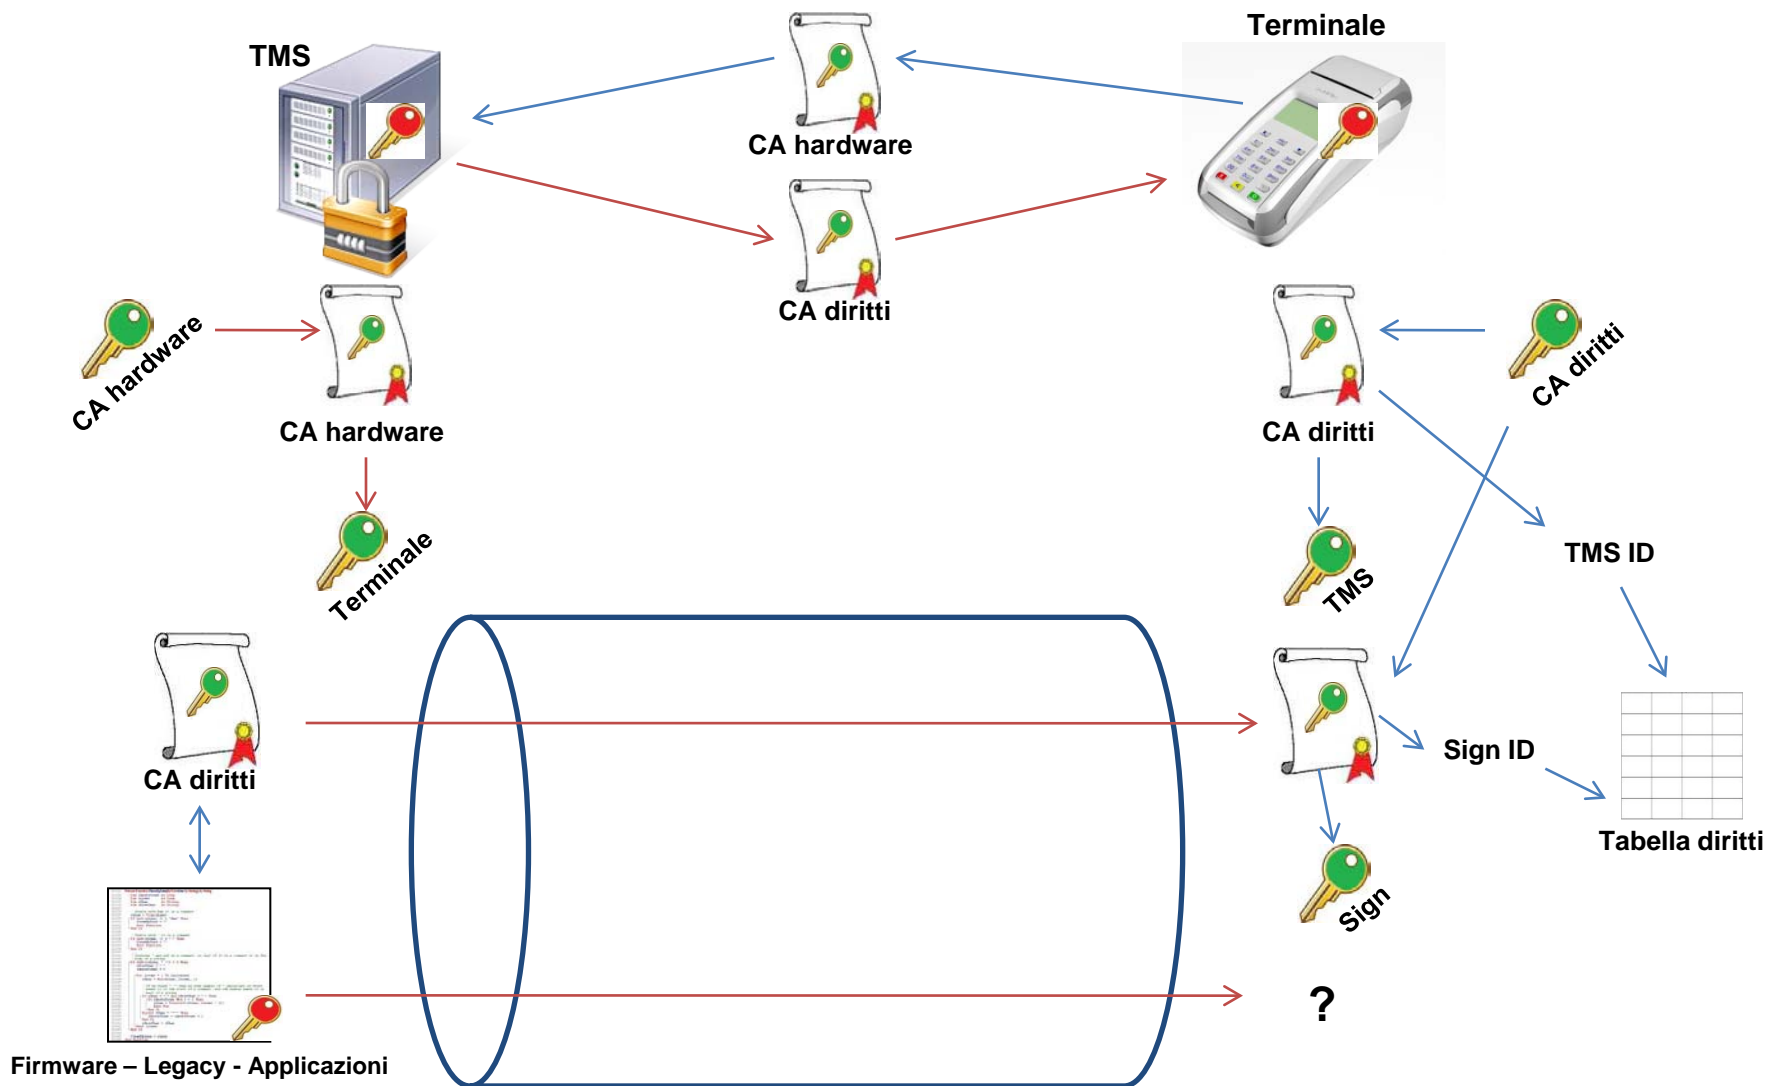 TMS
Terminale
CA hardware
CA diritti
CA hardware
CA hardware
Terminale
CA diritti
CA diritti
TMS
TMS ID
CA diritti
Sign ID
Tabella diritti
Sign
?
Firmware – Legacy - Applicazioni